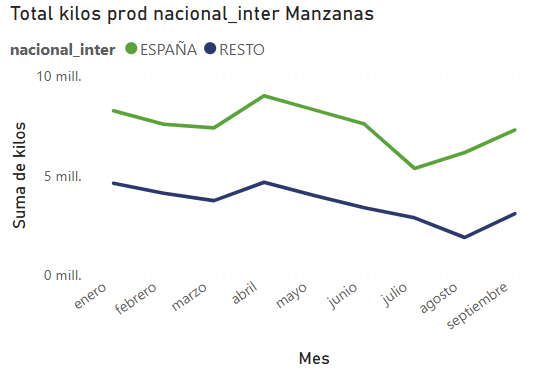 Total kilos prod nacional_inter Manzanas
nacional_inter ESPAÑA RESTO
10 mill.
5 mill.
0 mill.
Suma de kilos
enero febrero marzo abril mayo junio julio agosto septiembre
Mes